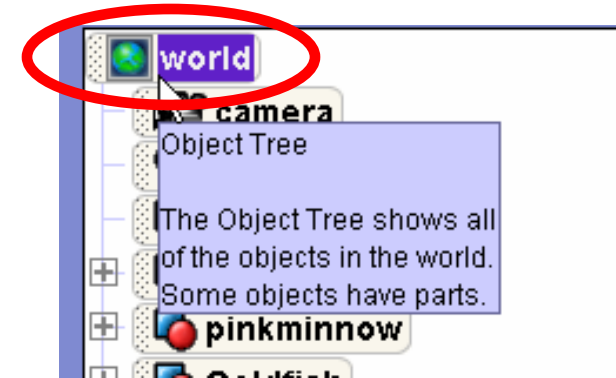 world
camera
Object Tree
The Object Tree shows all
of the objects in the world.
Some objects have parts.
pinkminnow
Goldfish